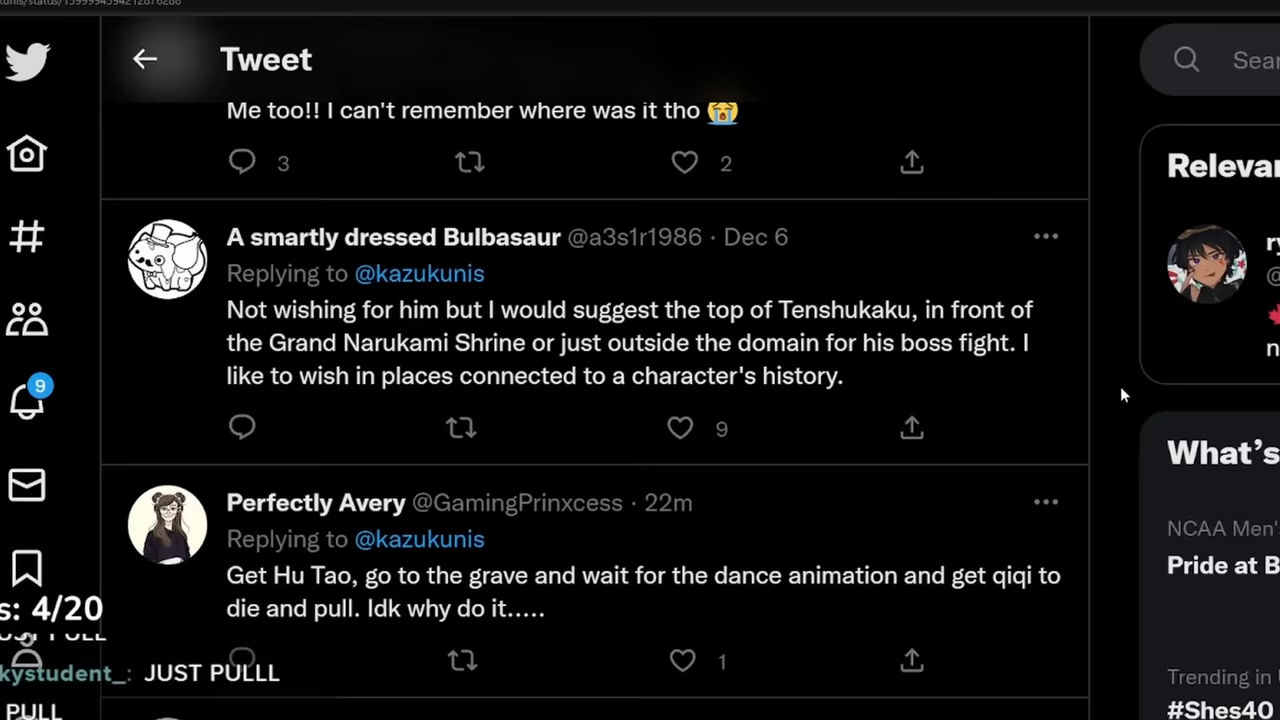 Tweet
Me too!! I can't remember where was it tho 😭
3
2
A smartly dressed Bulbasaur @a3s1r1986 · Dec 6
Replying to @kazukunis
Not wishing for him but I would suggest the top of Tenshukaku, in front of
the Grand Narukami Shrine or just outside the domain for his boss fight. I
like to wish in places connected to a character's history.
9
Perfectly Avery @GamingPrinxcess · 22m
Replying to @kazukunis
Get Hu Tao, go to the grave and wait for the dance animation and get qiqi to
die and pull. Idk why do it.....
1
9
s: 4/20
JUST PULL
kystudent_: JUST PULLL
PULL
Sear
Relevan
ry
@
n
What's
NCAA Men'
Pride at B
Trending in
#Shes40